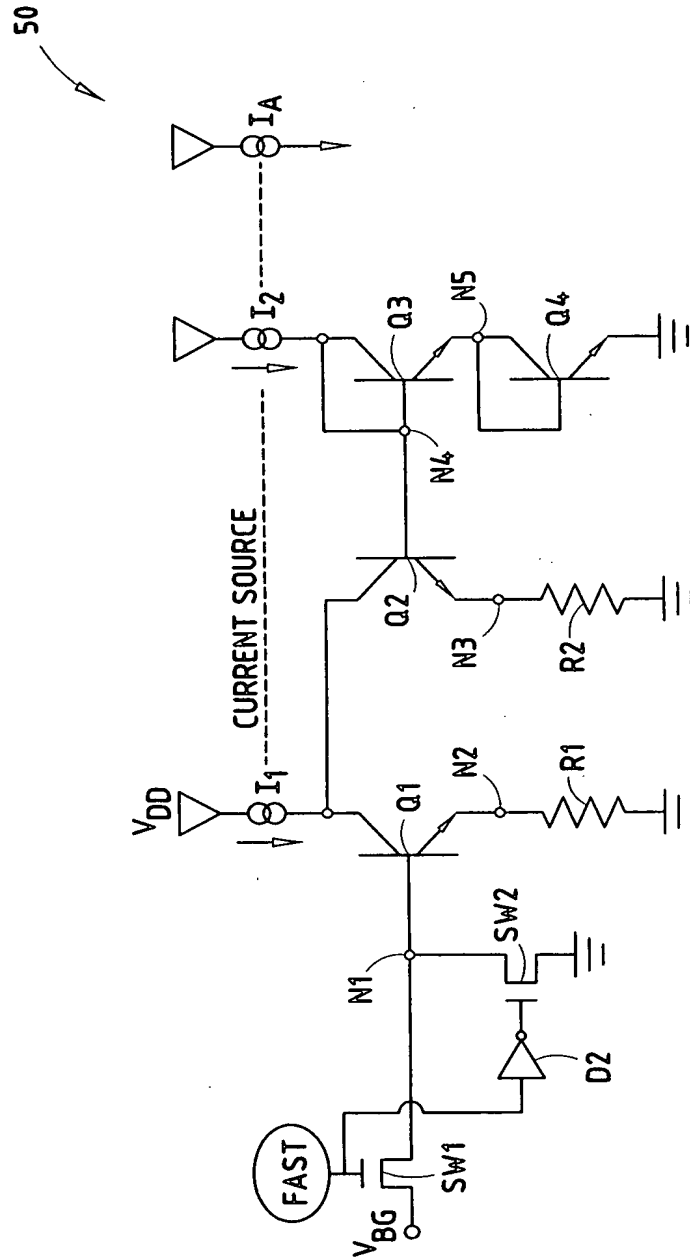 50
V_DD
I_1
CURRENT SOURCE
I_2
I_A
FAST
V_BG
SW1
N1
D2
SW2
Q1
N2
R1
Q2
N3
R2
N4
Q3
N5
Q4